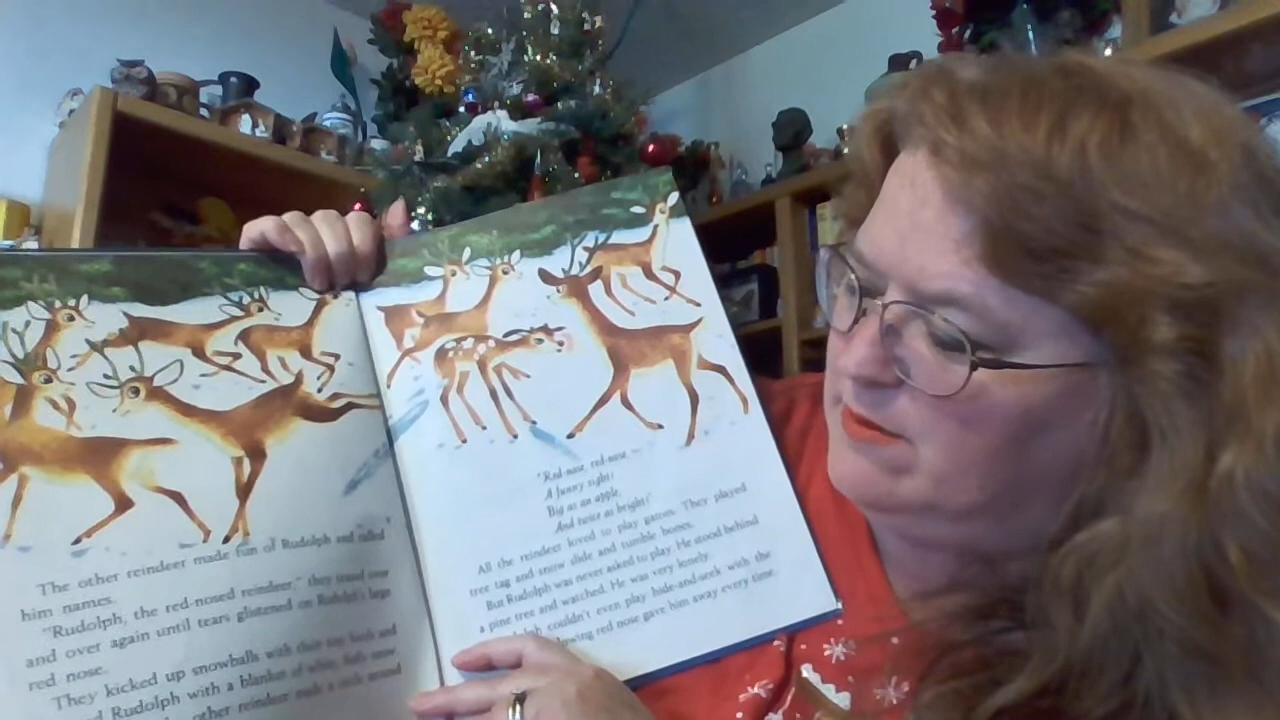 The other reindeer made fun of Rudolph and called
him names.
"Rudolph, the red-nosed reindeer," they
and over again until tears glistened on Rudolph's large
red nose.
They kicked up snowballs with their tiny hoofs and
Rudolph with a blanket of white, fluffy snow
other reindeer made a circle around
"Red-nose, red-nose,
A funny sight!
Big as an apple,
And twice as bright!"
All the reindeer loved to play games. They played
tree tag and snow slide and tumble bones.
But Rudolph was never asked to play. He stood behind
a pine tree and watched. He was very lonely.
couldn't even play hide-and-seek with the
red nose gave him away every time.